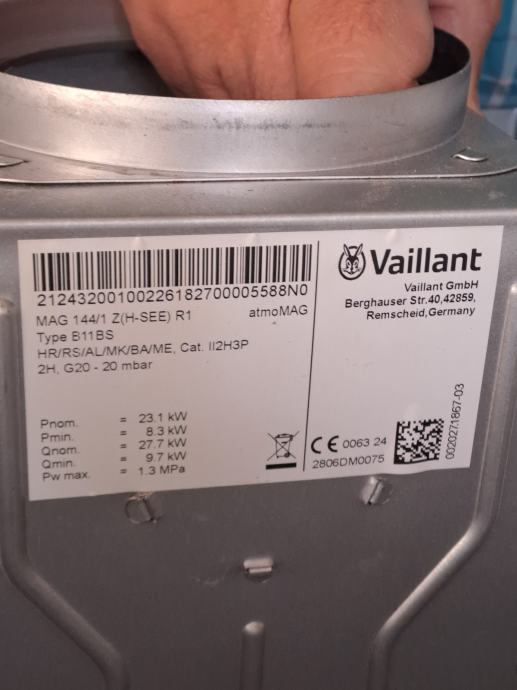 21243200100226182700005588N0
MAG 144/1 Z(H-SEE) R1 atmoMAG
Type B11BS
HR/RS/AL/MK/BA/ME, Cat. II2H3P
2H, G20 - 20 mbar
Pnom. = 23.1 kW
Pmin. = 8.3 kW
Qnom. = 27.7 kW
Qmin. = 9.7 kW
Pw max. = 1.3 MPa
Vaillant
Vaillant GmbH
Berghauser Str.40,42859,
Remscheid,Germany
CE 0063 24
2806DM0075
0020271867-03